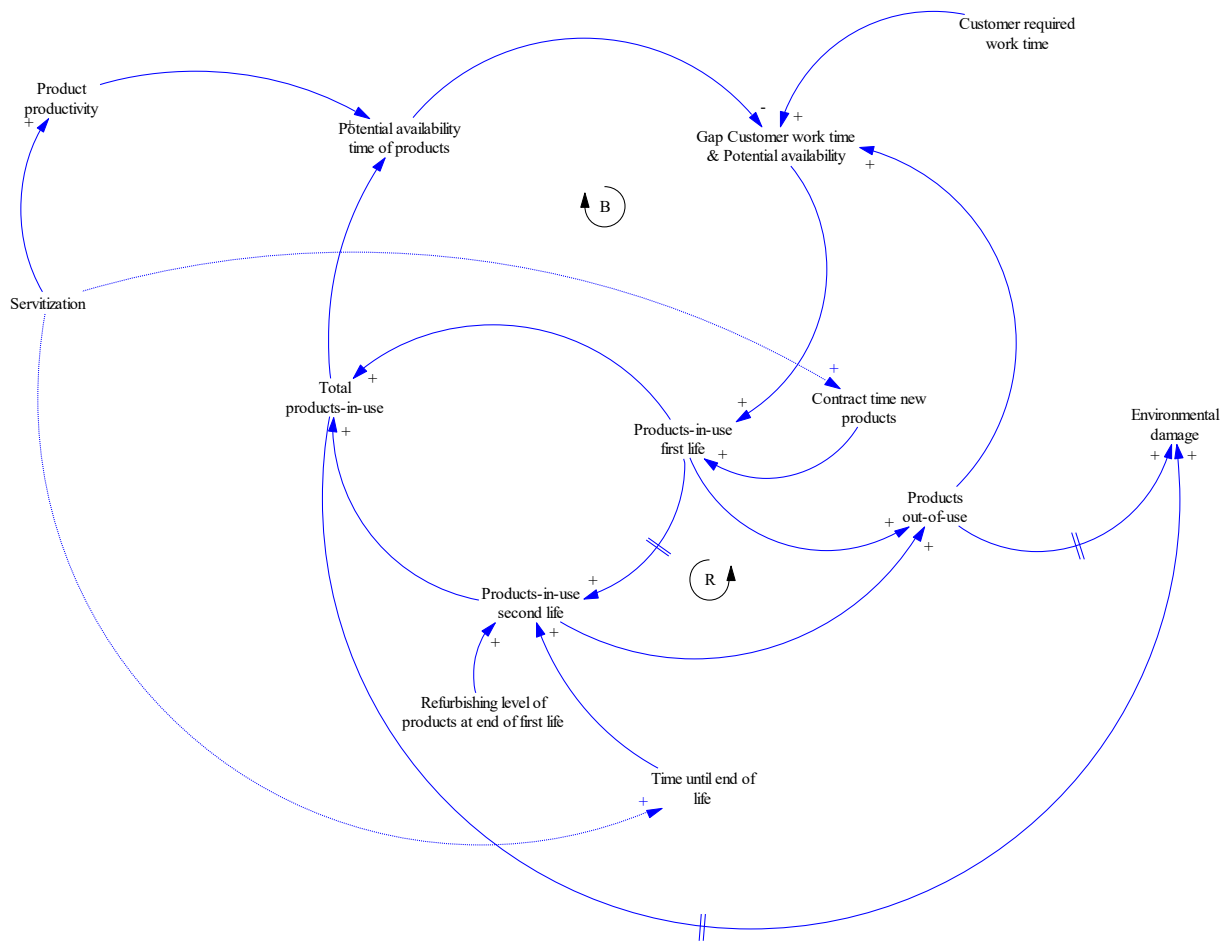 Customer required
work time
Product
productivity
+
Potential availability
time of products
+
-
+
Gap Customer work time
& Potential availability
+
B
Servitization
Total
products-in-use
+
+
+
Contract time new
products
+
Products-in-use
first life
+
Environmental
damage
+
+
Products
out-of-use
+
+
R
Products-in-use
second life
+
+
+
Refurbishing level of
products at end of first life
Time until end of
life
+